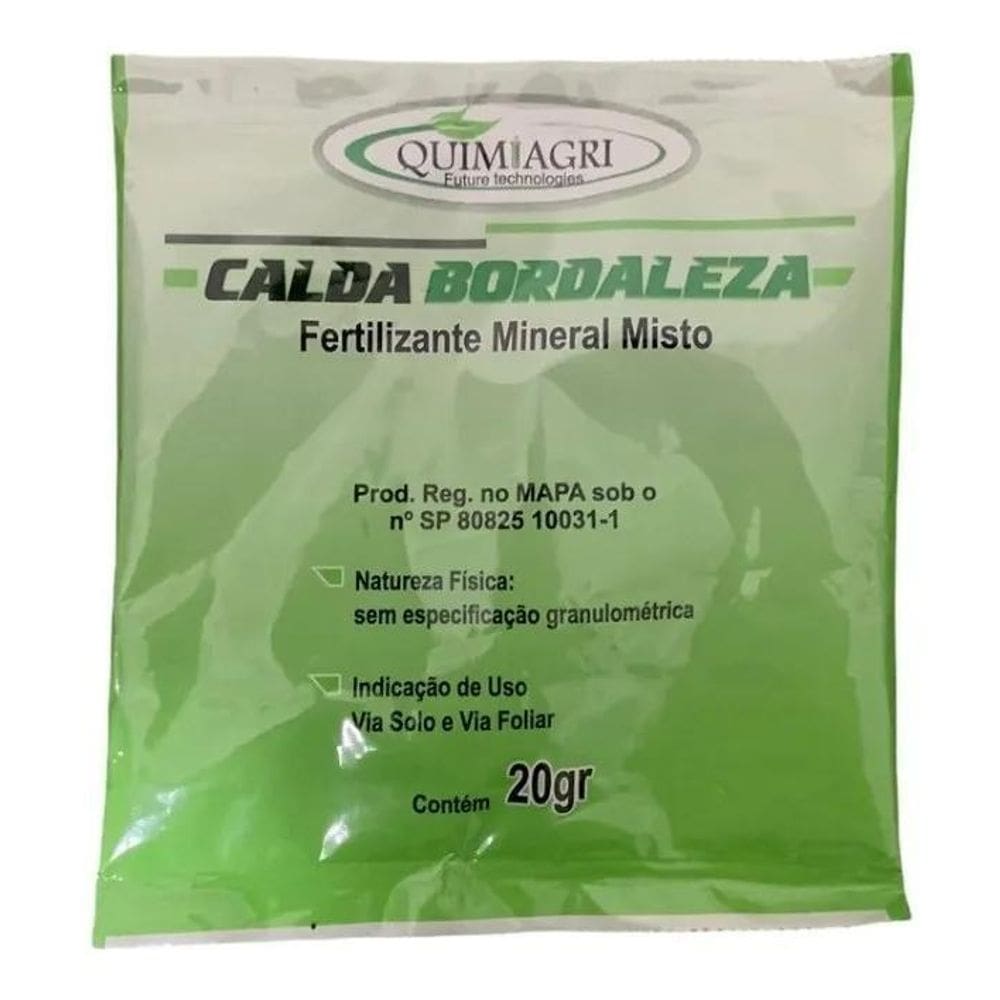 QUIMIAGRI
Future technologies
CALDA BORDALEZA
Fertilizante Mineral Misto
Prod. Reg. no MAPA sob o
nº SP 80825 10031-1
Natureza Física:
sem especificação granulométrica
Indicação de Uso
Via Solo e Via Foliar
Contém 20gr